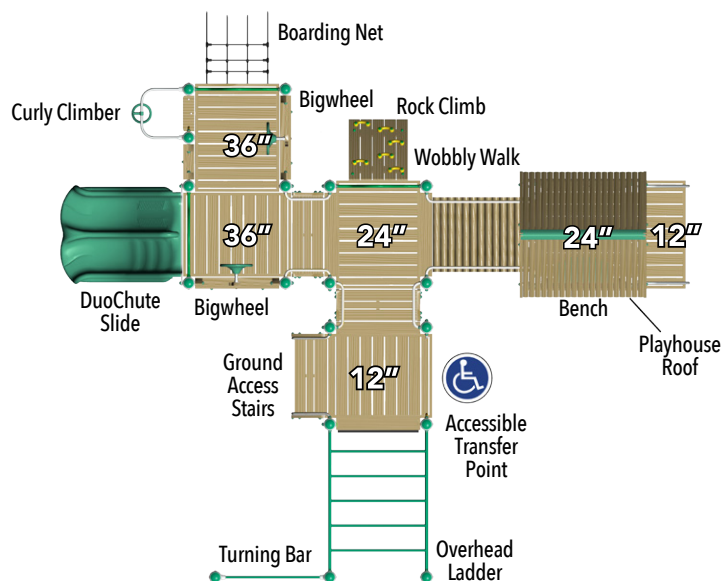 Boarding Net
Curly Climber
Bigwheel
Rock Climb
36”
Wobbly Walk
36”
24”
24”
12”
DuoChute
Slide
Bigwheel
Bench
Playhouse
Roof
Ground
Access
Stairs
12”
Accessible
Transfer
Point
Turning Bar
Overhead
Ladder